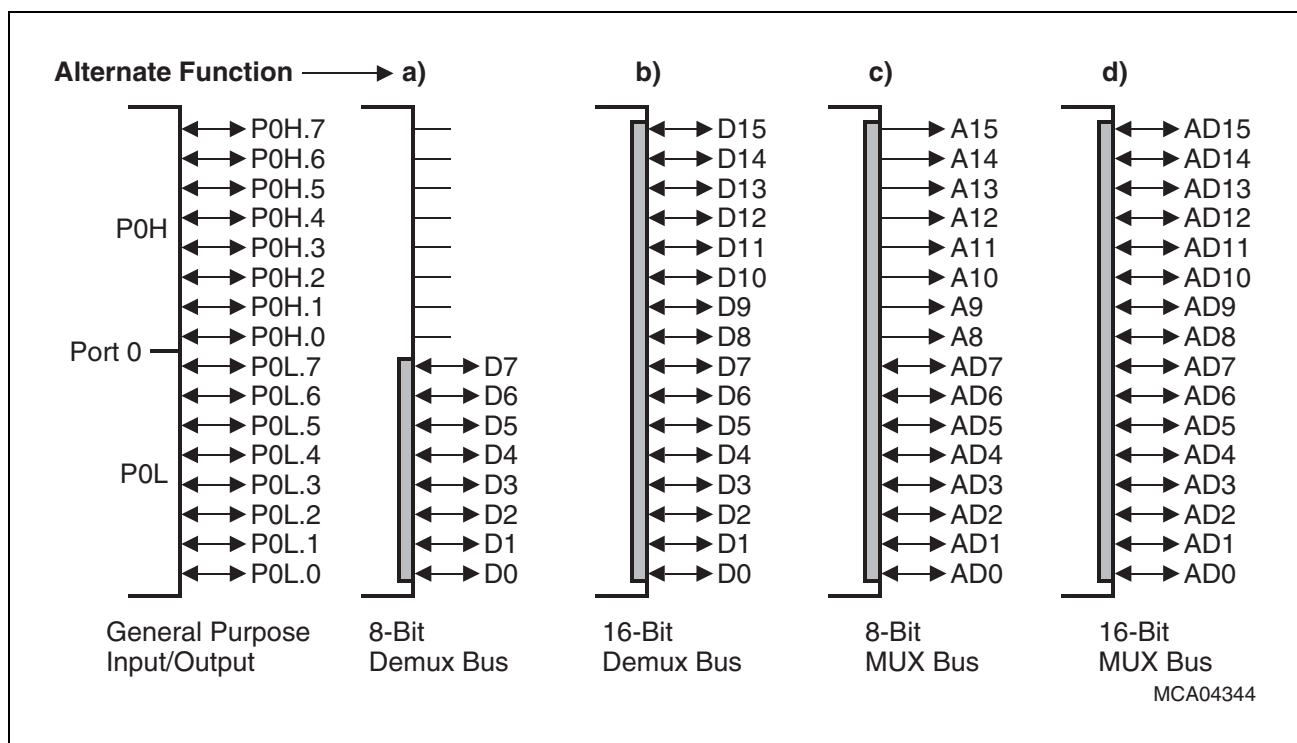 Alternate Function a) b) c) d)
P0H.7 D15 A15 AD15
P0H.6 D14 A14 AD14
P0H.5 D13 A13 AD13
P0H.4 D12 A12 AD12
P0H
P0H.3 D11 A11 AD11
P0H.2 D10 A10 AD10
P0H.1 D9 A9 AD9
P0H.0 D8 A8 AD8
Port 0
P0L.7 D7 D7 AD7 AD7
P0L.6 D6 D6 AD6 AD6
P0L.5 D5 D5 AD5 AD5
P0L.4 D4 D4 AD4 AD4
P0L
P0L.3 D3 D3 AD3 AD3
P0L.2 D2 D2 AD2 AD2
P0L.1 D1 D1 AD1 AD1
P0L.0 D0 D0 AD0 AD0
General Purpose 8-Bit 16-Bit 8-Bit 16-Bit
Input/Output Demux Bus Demux Bus MUX Bus MUX Bus
MCA04344